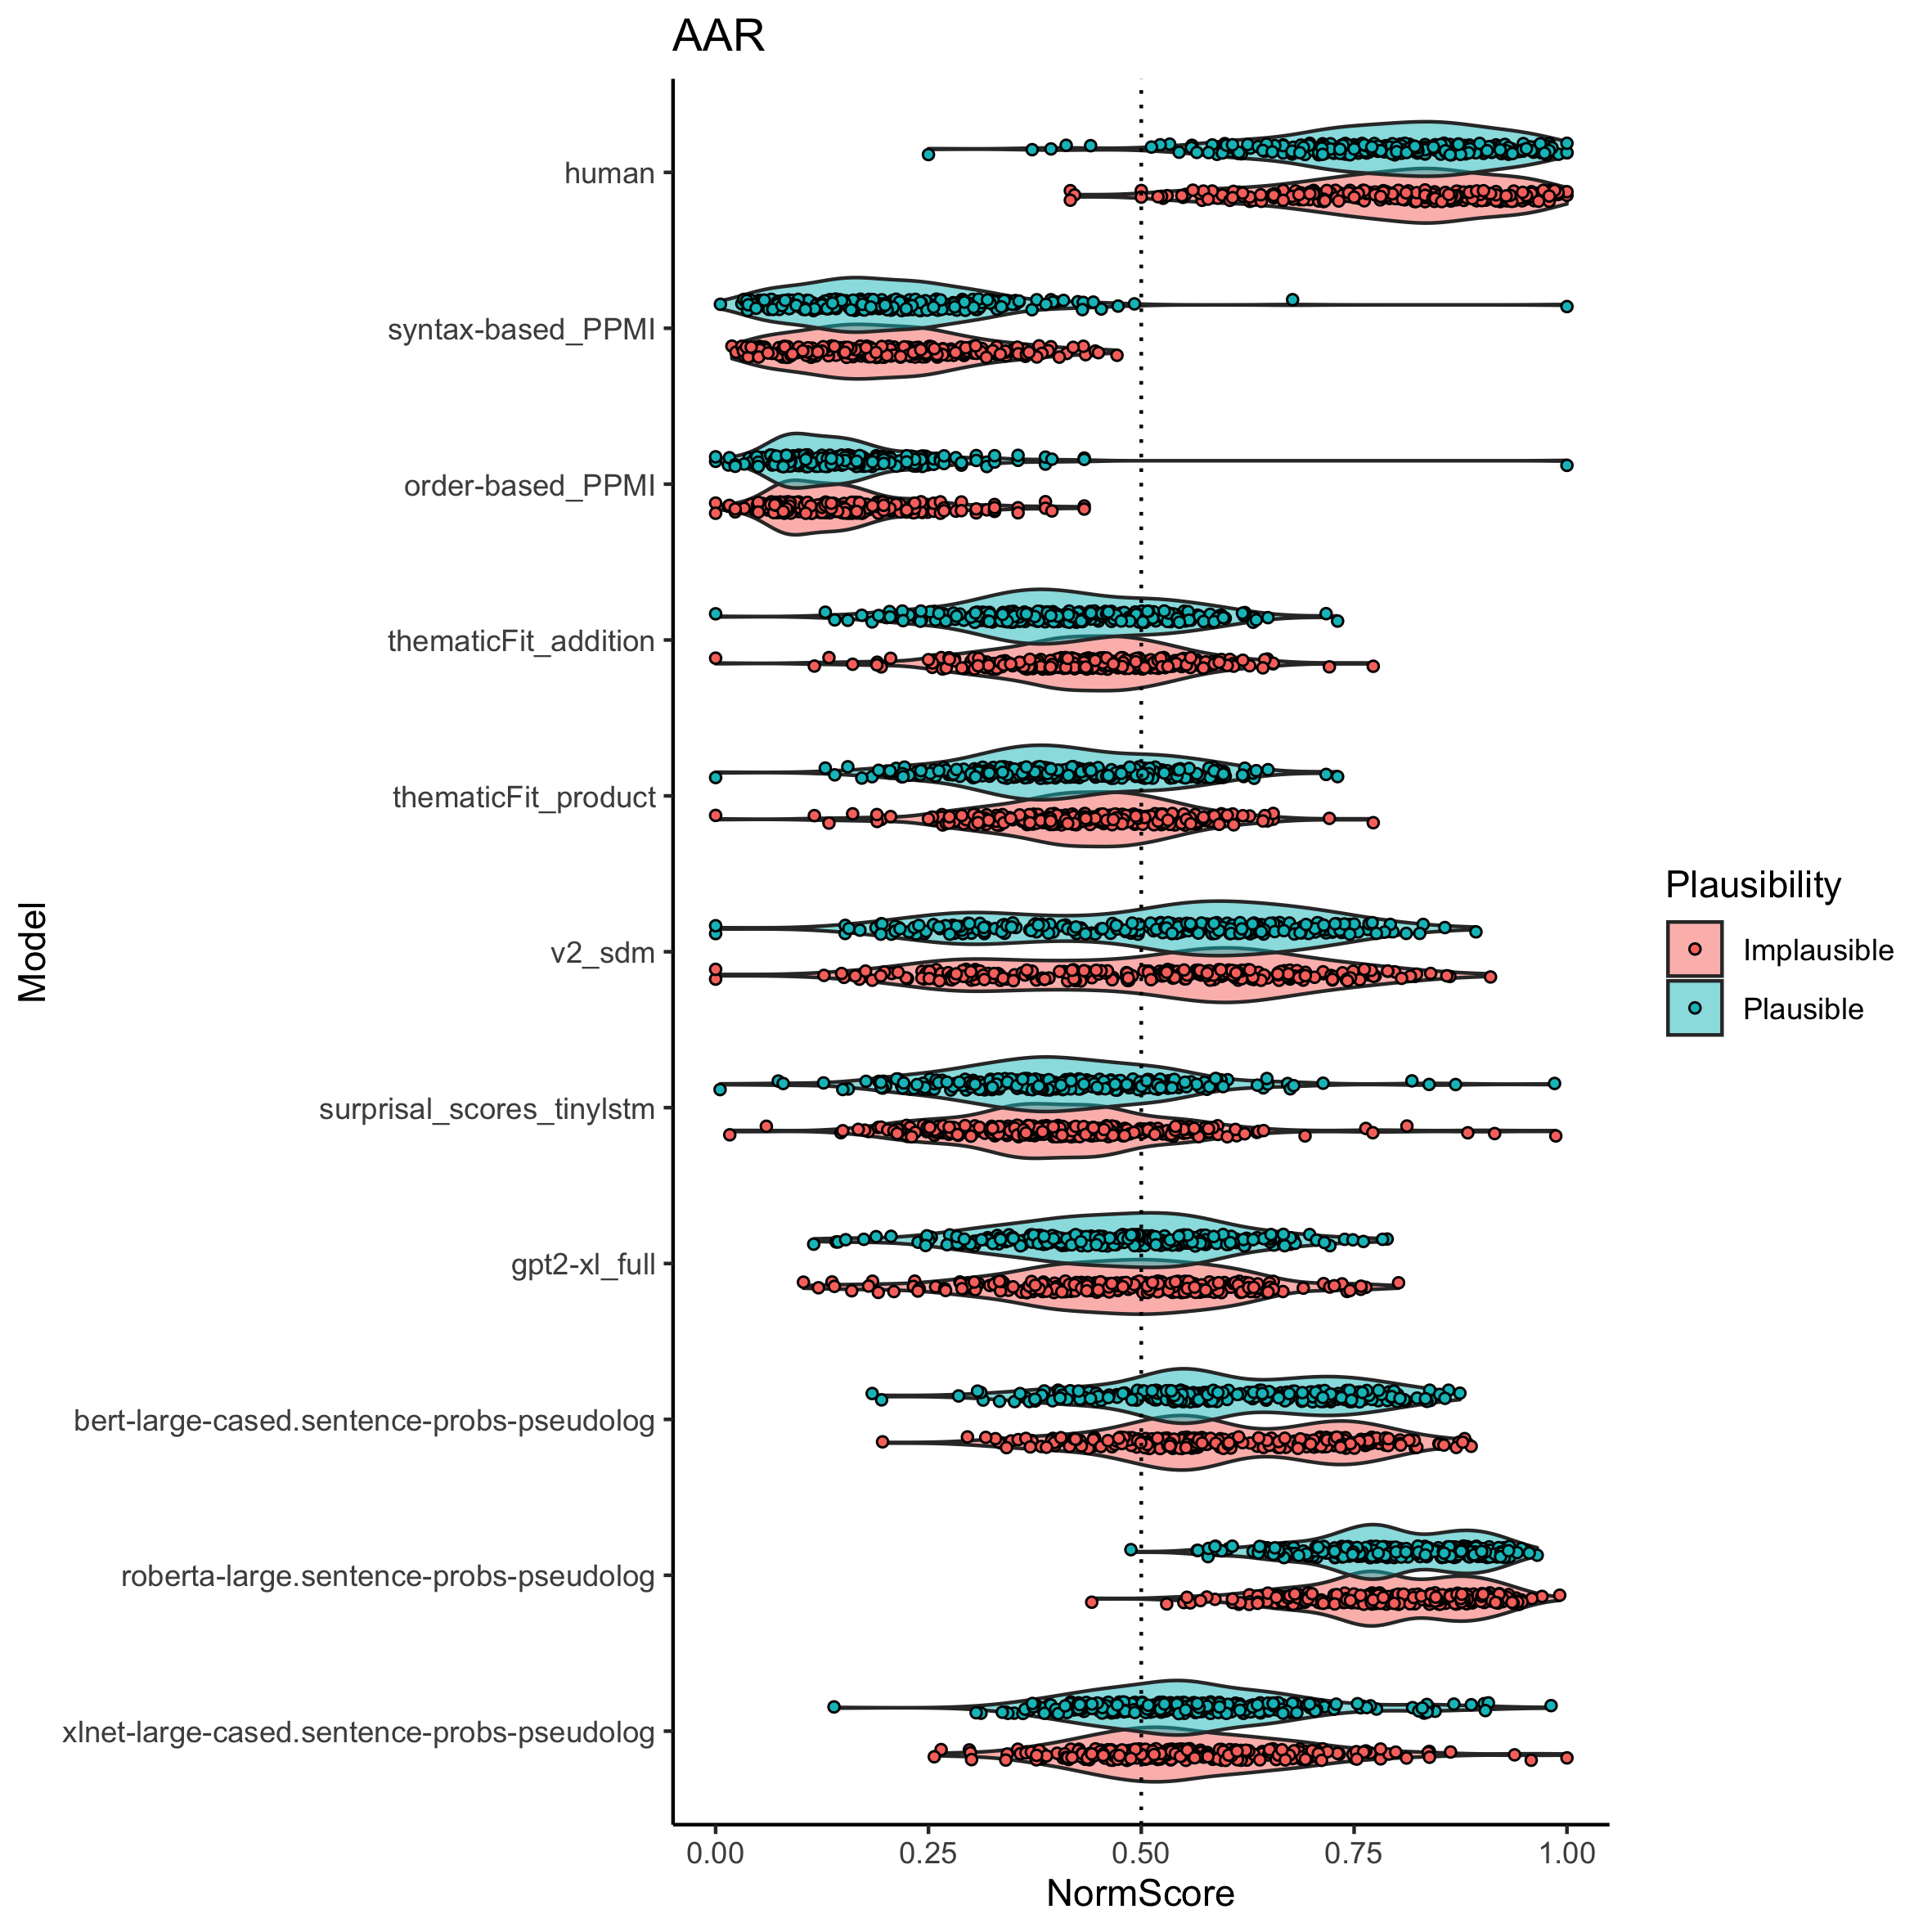 AAR
human
syntax-based_PPMI
order-based_PPMI
thematicFit_addition
thematicFit_product
v2_sdm
surprisal_scores_tinylstm
gpt2-xl_full
bert-large-cased.sentence-probs-pseudolog
roberta-large.sentence-probs-pseudolog
xlnet-large-cased.sentence-probs-pseudolog
Model
0.00 0.25 0.50 0.75 1.00
NormScore
Plausibility
Implausible
Plausible